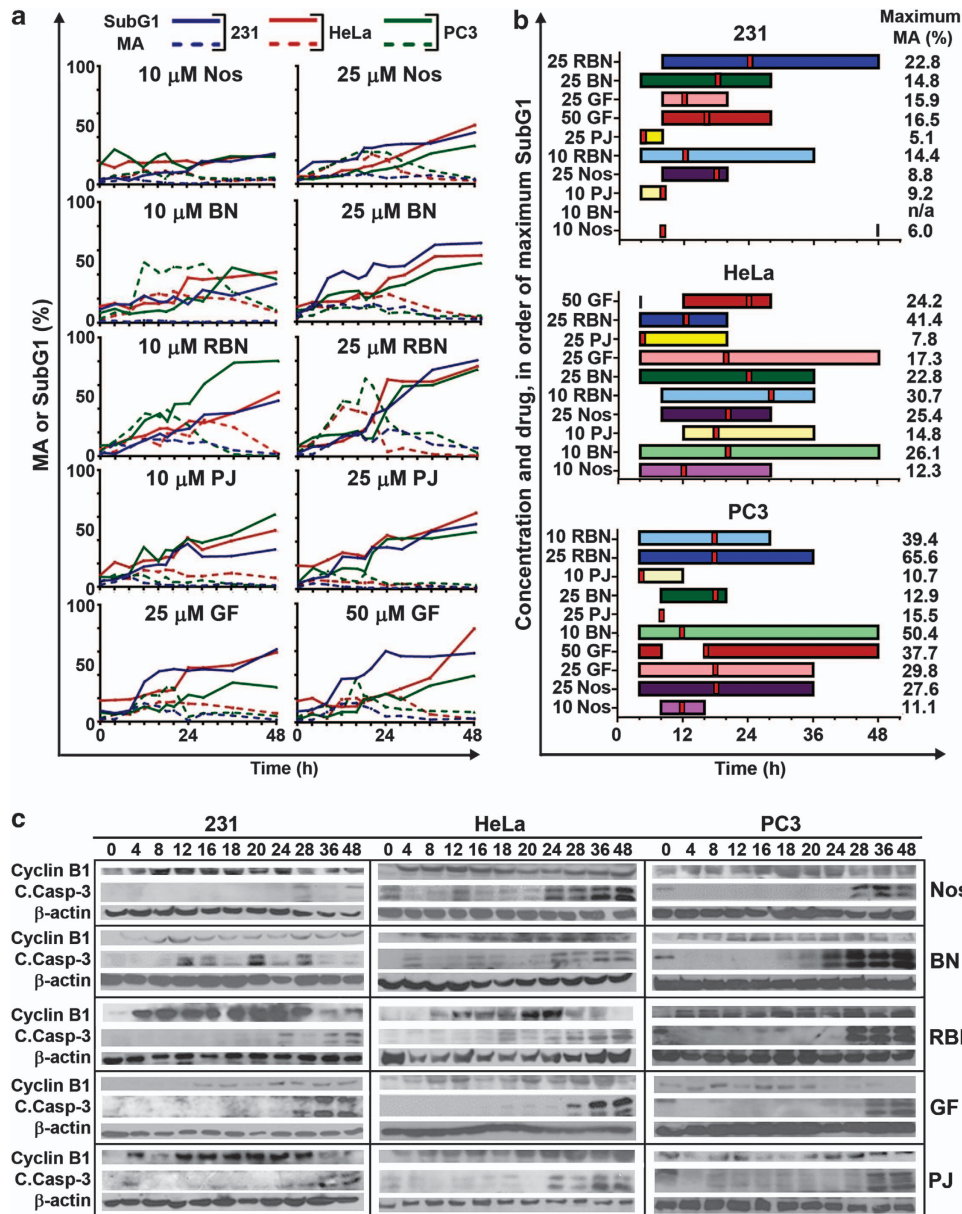 a
SubG1
MA
231
HeLa
PC3
10 μM Nos
25 μM Nos
100
50
0
10 μM BN
25 μM BN
100
50
0
10 μM RBN
25 μM RBN
100
50
0
10 μM PJ
25 μM PJ
100
50
0
25 μM GF
50 μM GF
100
50
0
0 24 48 0 24 48
MA or SubG1 (%)
Time (h)
b
Maximum
MA (%)
Concentration and drug, in order of maximum SubG1
231
25 RBN 22.8
25 BN 14.8
25 GF 15.9
50 GF 16.5
25 PJ 5.1
10 RBN 14.4
25 Nos 8.8
10 PJ 9.2
10 BN n/a
10 Nos 6.0
HeLa
50 GF 24.2
25 RBN 41.4
25 PJ 7.8
25 GF 17.3
25 BN 22.8
10 RBN 30.7
25 Nos 25.4
10 PJ 14.8
10 BN 26.1
10 Nos 12.3
PC3
10 RBN 39.4
25 RBN 65.6
10 PJ 10.7
25 BN 12.9
25 PJ 15.5
10 BN 50.4
50 GF 37.7
25 GF 29.8
25 Nos 27.6
10 Nos 11.1
0 12 24 36 48
Time (h)
c
231 HeLa PC3
0 4 8 12 16 18 20 24 28 36 48 0 4 8 12 16 18 20 24 28 36 48 0 4 8 12 16 18 20 24 28 36 48
Cyclin B1
C.Casp-3 Nos
β-actin
Cyclin B1
C.Casp-3 BN
β-actin
Cyclin B1
C.Casp-3 RBN
β-actin
Cyclin B1
C.Casp-3 GF
β-actin
Cyclin B1
C.Casp-3 PJ
β-actin